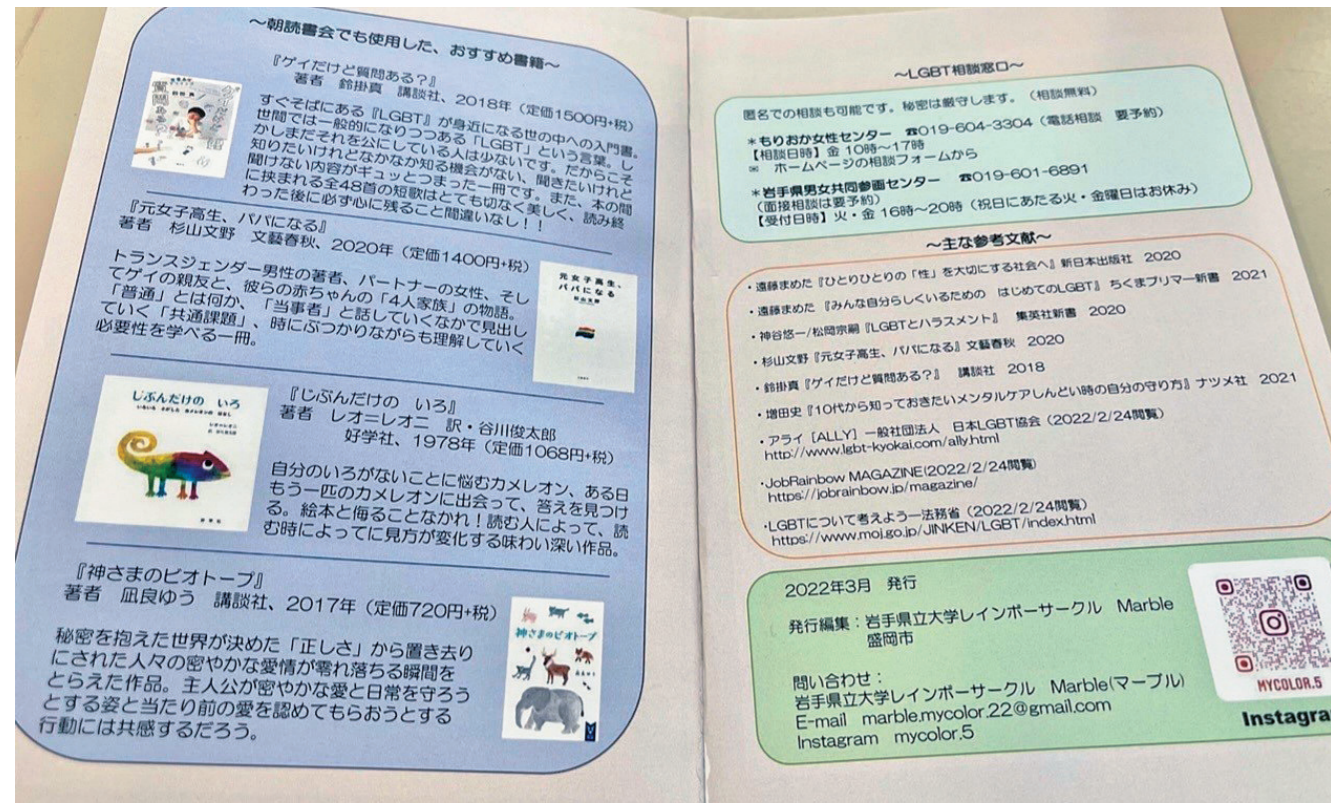 ～朝読書会でも使用した、おすすめ書籍～
『ゲイだけど質問ある？』
著者　鈴掛真　講談社、2018年（定価1500円+税）
すぐそばにある『LGBT』が身近になる世の中への入門書。
世間では一般的になりつつある「LGBT」という言葉。し
かしまだそれを公にしている人は少ないです。だからこそ
知りたいけれどなかなか知る機会がない、聞きたいけれど
聞けない内容がギュッとつまった一冊です。また、本の間
に挟まれる全48首の短歌はとても切なく美しく、読み終
わった後に必ず心に残ること間違いなし！！
『元女子高生、パパになる』
著者　杉山文野　文藝春秋、2020年（定価1400円+税）
トランスジェンダー男性の著者、パートナーの女性、そし
てゲイの親友と、彼らの赤ちゃんの「4人家族」の物語。
「普通」とは何か、「当事者」と話していくなかで見出し
ていく「共通課題」、時にぶつかりながらも理解していく
必要性を学べる一冊。
元女子高生、
パパになる
杉山文野
じぶんだけの　いろ
いろいろ　さがした　カメレオンの　はなし
レオ＝レオニ
好学社
『じぶんだけの　いろ』
著者　レオ＝レオニ　訳・谷川俊太郎
好学社、1978年（定価1068円+税）
自分のいろがないことに悩むカメレオン、ある日
もう一匹のカメレオンに出会って、答えを見つけ
る。絵本と侮ることなかれ！読む人によって、読
む時によってに見方が変化する味わい深い作品。
『神さまのビオトープ』
著者　凪良ゆう　講談社、2017年（定価720円+税）
秘密を抱えた世界が決めた「正しさ」から置き去り
にされた人々の密やかな愛情が零れ落ちる瞬間を
とらえた作品。主人公が密やかな愛と日常を守ろう
とする姿と当たり前の愛を認めてもらおうとする
行動には共感するだろう。
神さまのビオトープ
～LGBT相談窓口～
匿名での相談も可能です。秘密は厳守します。（相談無料）
＊もりおか女性センター　☎019-604-3304（電話相談　要予約）
【相談日時】金 10時～17時
✉　ホームページの相談フォームから
＊岩手県男女共同参画センター　☎019-601-6891
（面接相談は要予約）
【受付日時】火・金 16時～20時（祝日にあたる火・金曜日はお休み）
～主な参考文献～
・遠藤まめた『ひとりひとりの「性」を大切にする社会へ』新日本出版社　2020
・遠藤まめた『みんな自分らしくいるための　はじめてのLGBT』ちくまプリマー新書　2021
・神谷悠一/松岡宗嗣『LGBTとハラスメント』　集英社新書　2020
・杉山文野『元女子高生、パパになる』文藝春秋　2020
・鈴掛真『ゲイだけど質問ある？』　講談社　2018
・増田史『10代から知っておきたいメンタルケアしんどい時の自分の守り方』ナツメ社　2021
・アライ［ALLY］一般社団法人　日本LGBT協会（2022/2/24閲覧）
http://www.lgbt-kyokai.com/ally.html
・JobRainbow MAGAZINE(2022/2/24閲覧)
https://jobrainbow.jp/magazine/
・LGBTについて考えよう―法務省（2022/2/24閲覧）
https://www.moj.go.jp/JINKEN/LGBT/index.html
2022年3月　発行
発行編集：岩手県立大学レインボーサークル　Marble
盛岡市
問い合わせ：
岩手県立大学レインボーサークル　Marble(マーブル)
E-mail　marble.mycolor.22@gmail.com
Instagram　mycolor.5
MYCOLOR.5
Instagra